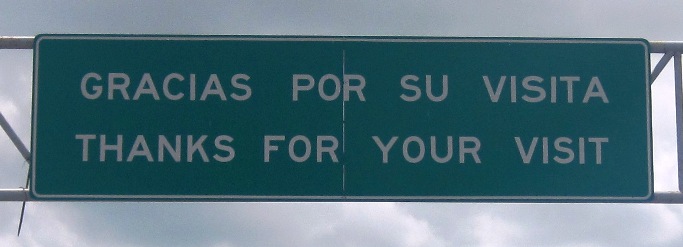 GRACIAS POR SU VISITA
THANKS FOR YOUR VISIT